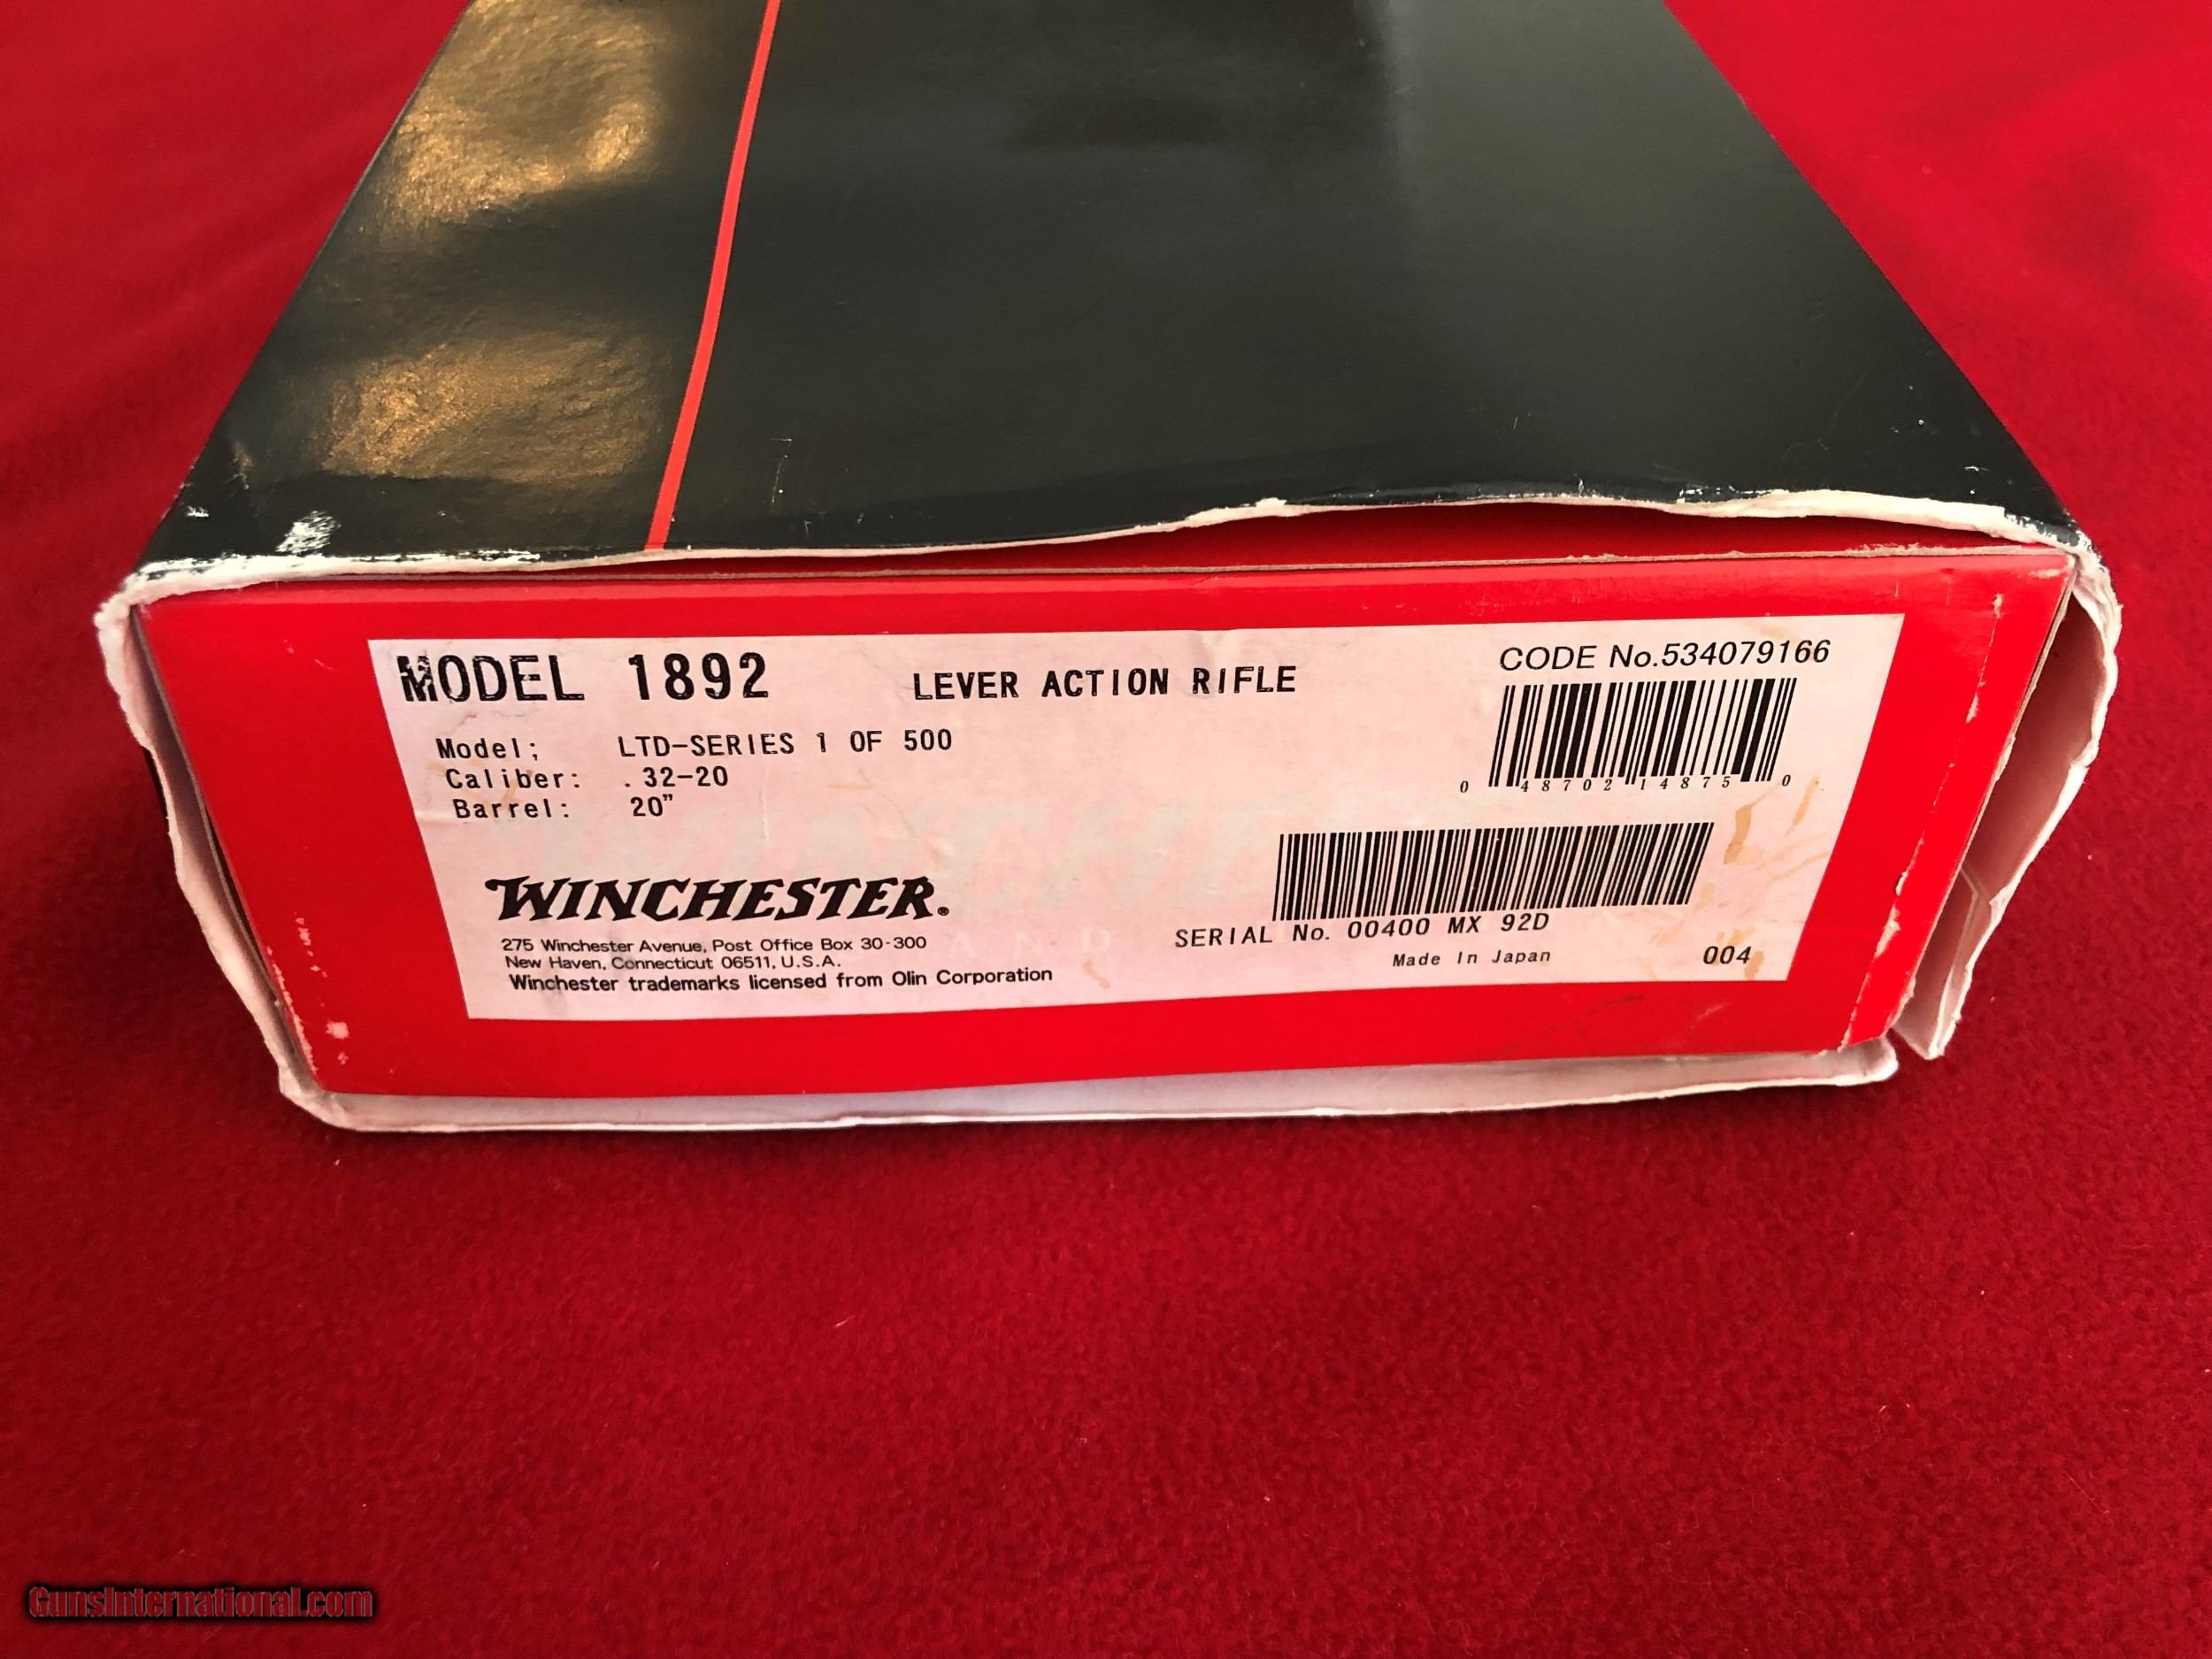 MODEL 1892 LEVER ACTION RIFLE
CODE No.534079166
Model; LTD-SERIES 1 OF 500
Caliber: .32-20
Barrel: 20"
0 48702 14875 0
WINCHESTER.
275 Winchester Avenue, Post Office Box 30-300
New Haven, Connecticut 06511, U.S.A.
Winchester trademarks licensed from Olin Corporation
SERIAL No. 00400 MX 92D
Made In Japan 004
GunsInternational.com